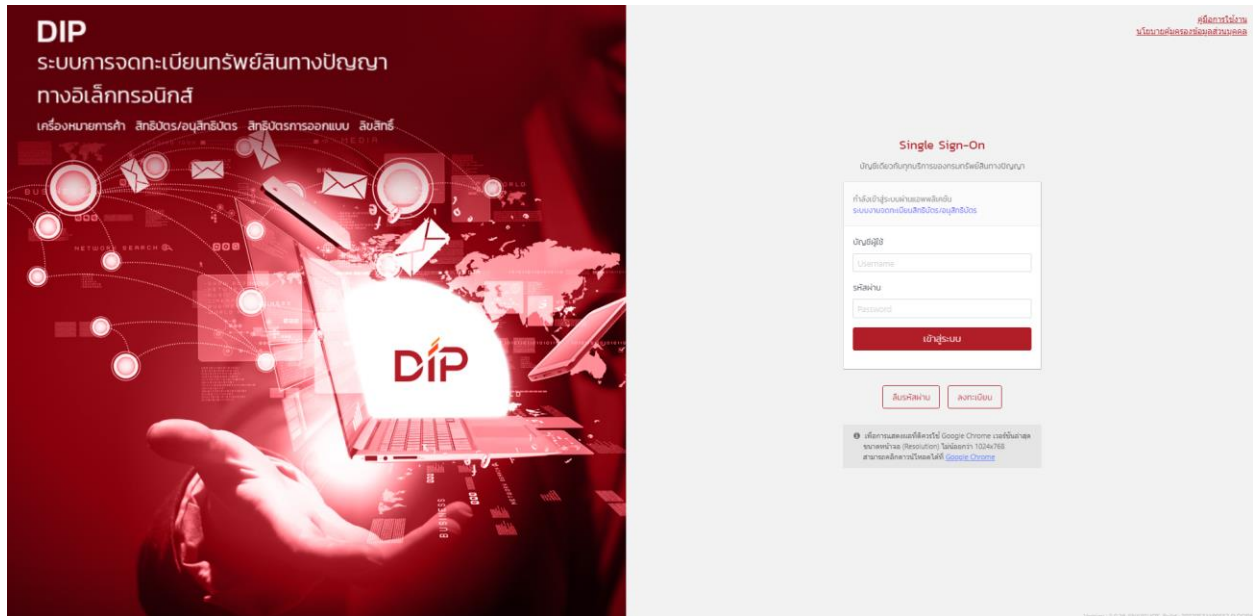 DIP
ระบบการจดทะเบียนทรัพย์สินทางปัญญา
ทางอิเล็กทรอนิกส์
เครื่องหมายการค้า สิทธิบัตร/อนุสิทธิบัตร สิทธิบัตรการออกแบบ ลิขสิทธิ์
MEDIA
WORLD
BUSINESS
NETWORK SEARCH
DIP
BUSINESS
คู่มือการใช้งาน
นโยบายคุ้มครองข้อมูลส่วนบุคคล
Single Sign-On
บัญชีเดียวกับทุกบริการของกรมทรัพย์สินทางปัญญา
กำลังเข้าสู่ระบบผ่านแอพพลิเคชัน
ระบบงานจดทะเบียนสิทธิบัตร/อนุสิทธิบัตร
บัญชีผู้ใช้
Username
รหัสผ่าน
Password
เข้าสู่ระบบ
ลืมรหัสผ่าน ลงทะเบียน
เพื่อการแสดงผลที่ดีควรใช้ Google Chrome เวอร์ชันล่าสุด
ขนาดหน้าจอ (Resolution) ไม่น้อยกว่า 1024x768
สามารถคลิกดาวน์โหลดได้ที่ Google Chrome